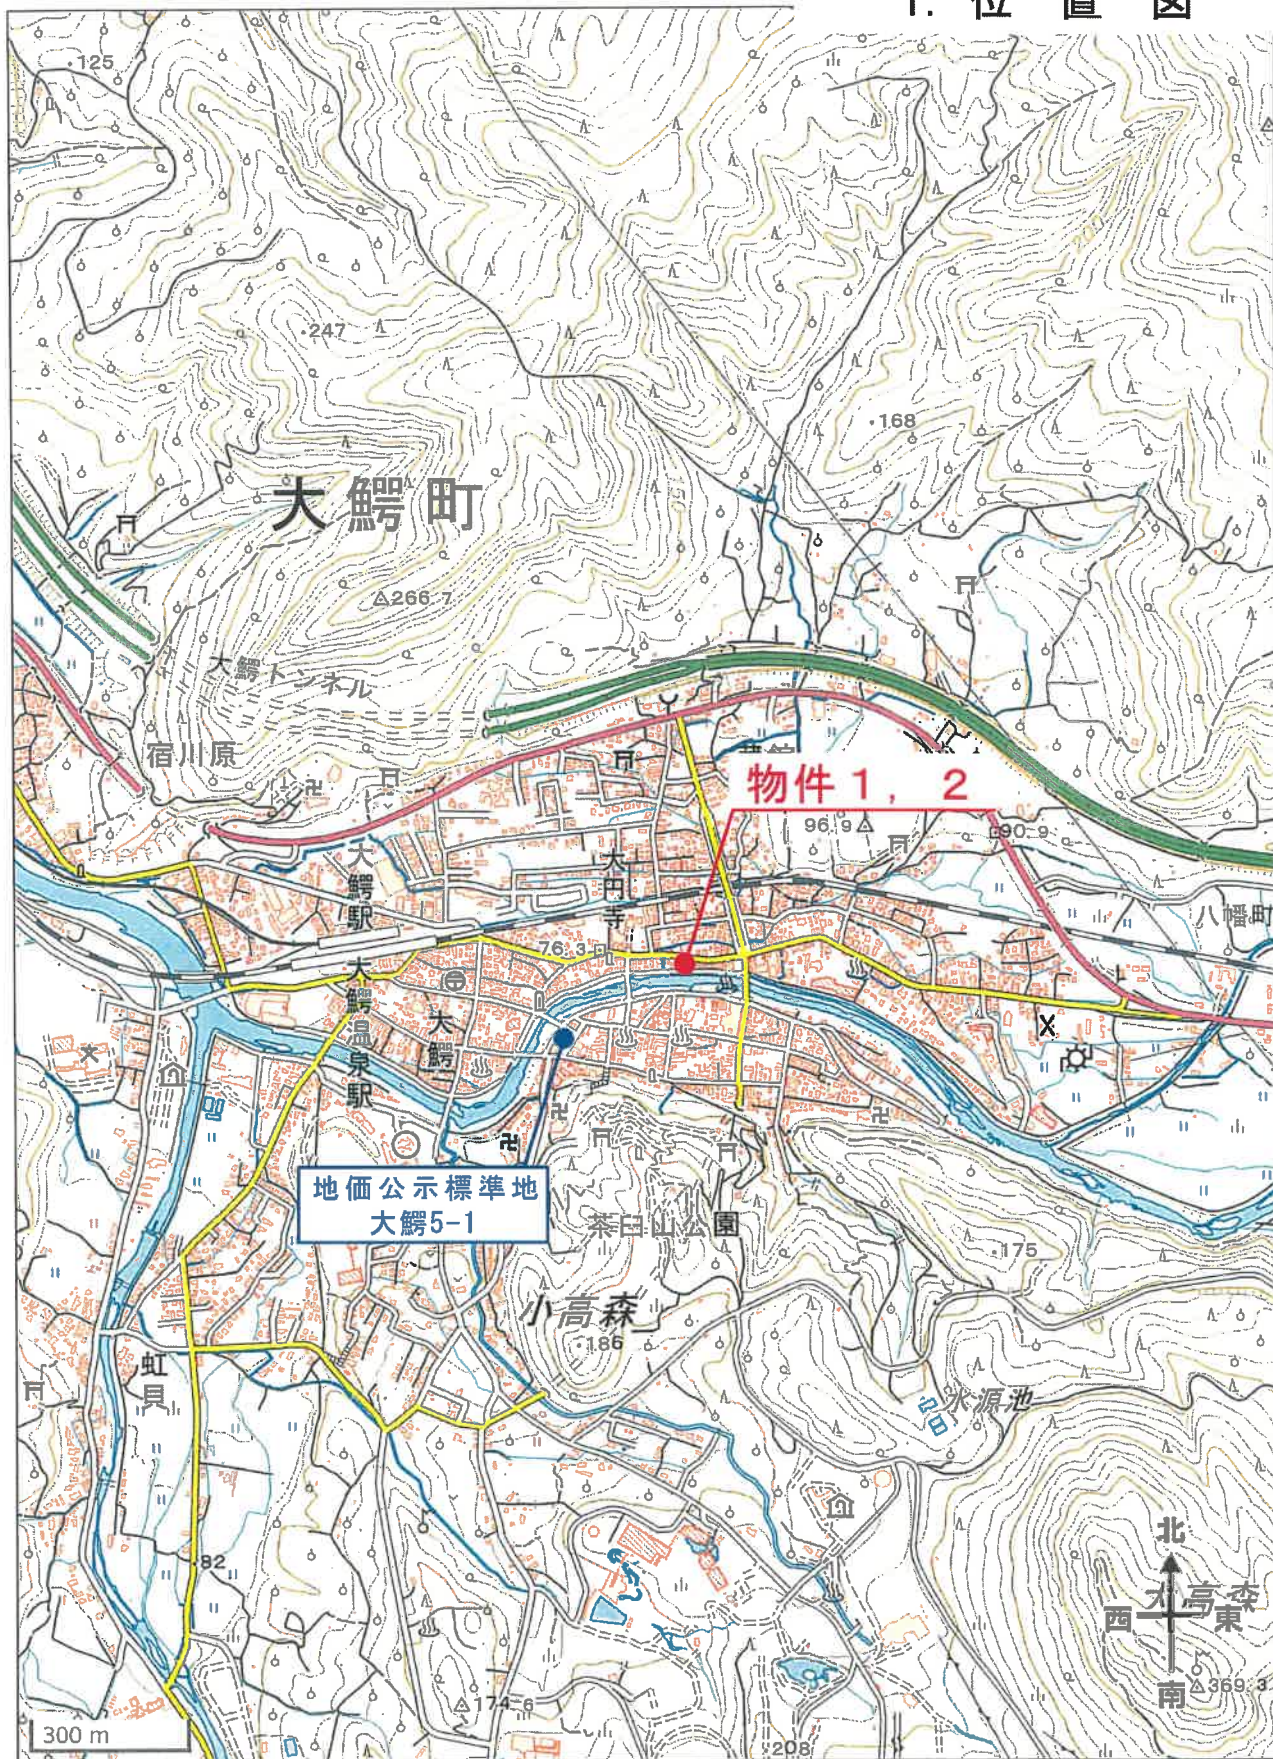 1. 位置図
125
247
168
大鰐町
266.7
大鰐トンネル
宿川原
物件1, 2
96.9
90.9
大鰐駅
大円寺
八幡町
76.3
大鰐温泉駅
大鰐
地価公示標準地
大鰐5-1
茶臼山公園
175
小高森
186
虹貝
水源池
82
北
西
東
南
大高森
369.3
174.6
208
300 m